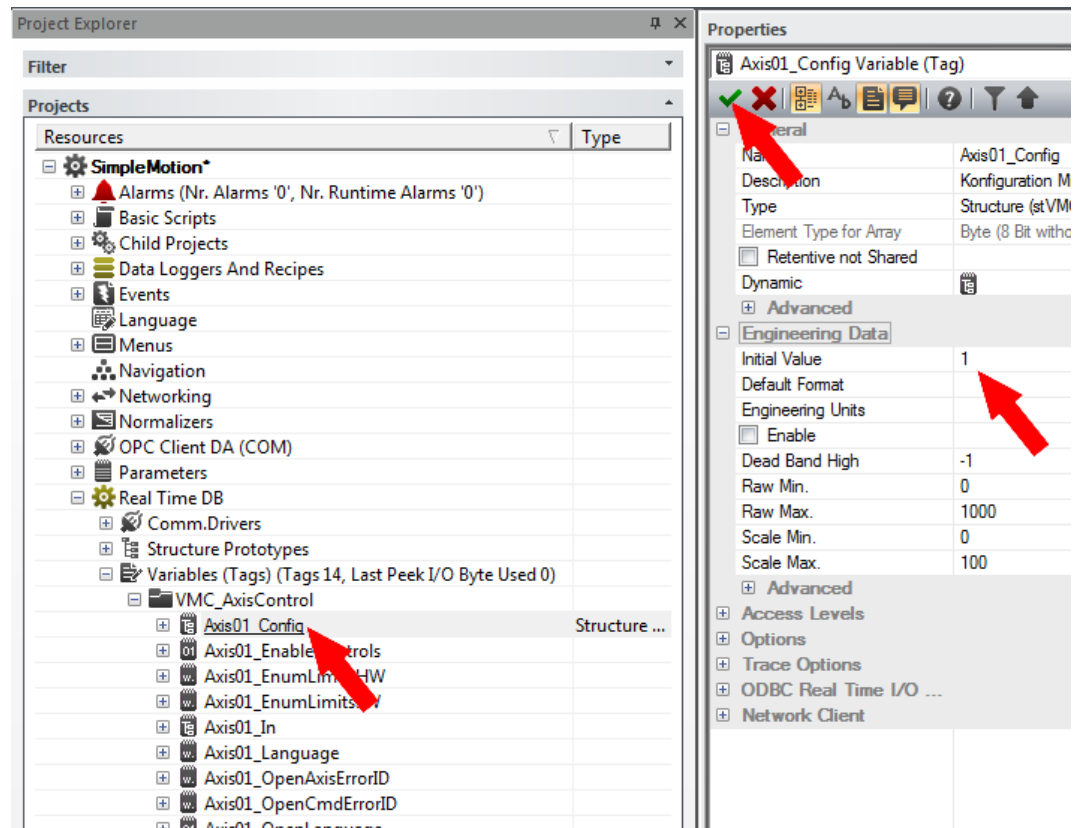 Project Explorer
Filter
Projects
Resources Type
SimpleMotion*
Alarms (Nr. Alarms '0', Nr. Runtime Alarms '0')
Basic Scripts
Child Projects
Data Loggers And Recipes
Events
Language
Menus
Navigation
Networking
Normalizers
OPC Client DA (COM)
Parameters
Real Time DB
Comm.Drivers
Structure Prototypes
Variables (Tags) (Tags 14, Last Peek I/O Byte Used 0)
VMC_AxisControl
Axis01_Config Structure ...
Axis01_Enable trols
Axis01_EnumLim HW
Axis01_EnumLimits
Axis01_In
Axis01_Language
Axis01_OpenAxisErrorID
Axis01_OpenCmdErrorID
Axis01_OpenLanguage
Properties
Axis01_Config Variable (Tag)
eral
Na Axis01_Config
Description Konfiguration M
Type Structure (stVMC
Element Type for Array Byte (8 Bit witho
Retentive not Shared
Dynamic
Advanced
Engineering Data
Initial Value 1
Default Format
Engineering Units
Enable
Dead Band High -1
Raw Min. 0
Raw Max. 1000
Scale Min. 0
Scale Max. 100
Advanced
Access Levels
Options
Trace Options
ODBC Real Time I/O ...
Network Client